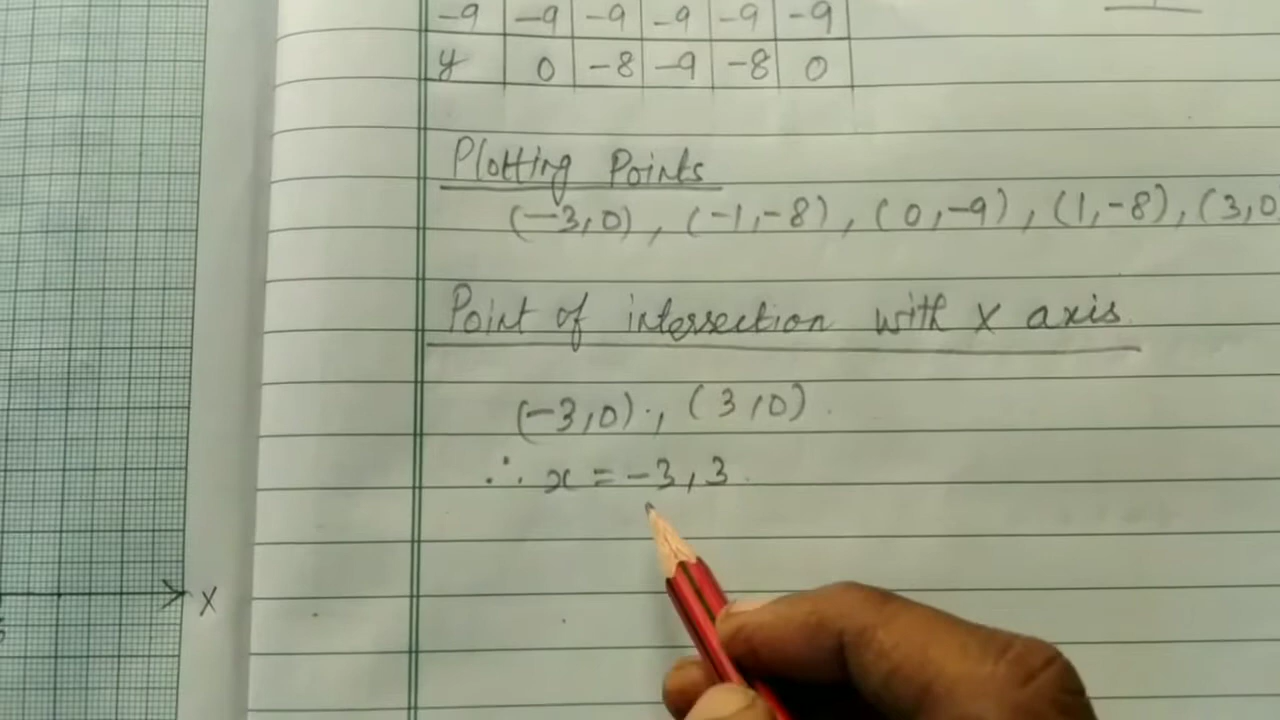 -9 -9 -9 -9 -9 -9
y 0 -8 -9 -8 0
Plotting Points
(-3,0), (-1,-8), (0,-9), (1,-8), (3,0
Point of interssection with X axis
(-3,0)., (3,0).
∴ x = -3,3.
X